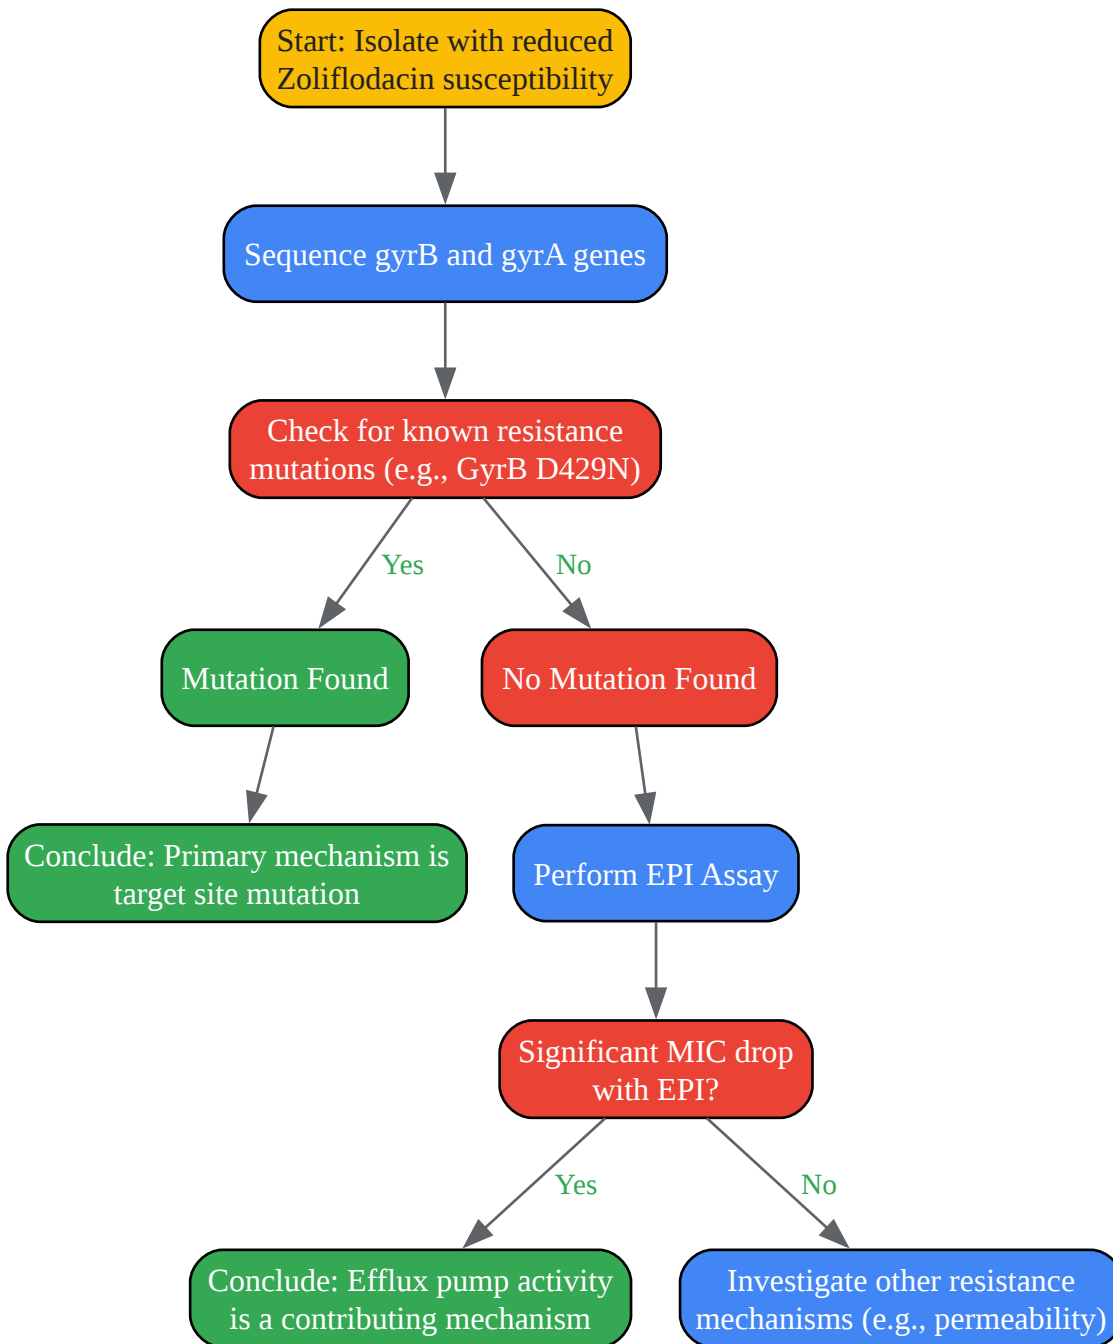 Start: Isolate with reduced
Zoliflodacin susceptibility
Sequence gyrB and gyrA genes
Check for known resistance
mutations (e.g., GyrB D429N)
Yes
No
Mutation Found
No Mutation Found
Conclude: Primary mechanism is
target site mutation
Perform EPI Assay
Significant MIC drop
with EPI?
Yes
No
Conclude: Efflux pump activity
is a contributing mechanism
Investigate other resistance
mechanisms (e.g., permeability)